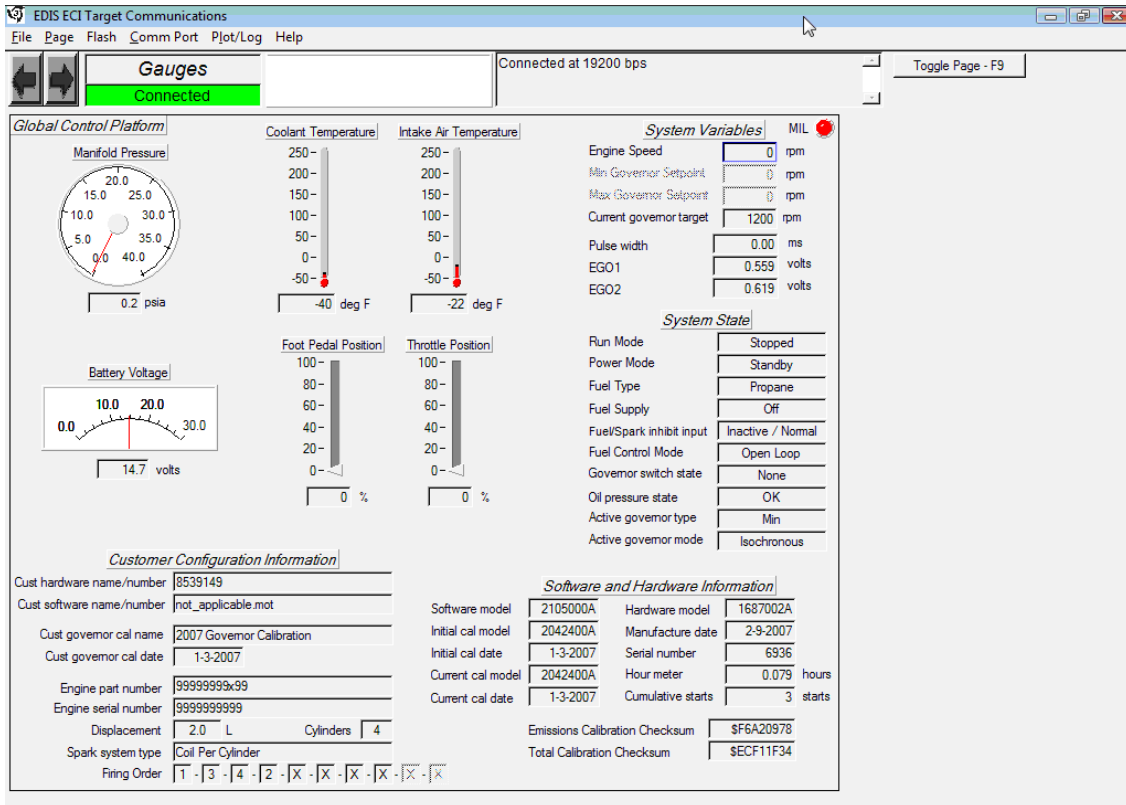 EDIS ECI Target Communications
File Page Flash Comm Port Plot/Log Help
Gauges
Connected
Connected at 19200 bps
Toggle Page - F9
Global Control Platform
Manifold Pressure
20.0
15.0 25.0
10.0 30.0
5.0 35.0
0.0 40.0
0.2 psia
Coolant Temperature
250
200
150
100
50
0
-50
-40 deg F
Intake Air Temperature
250
200
150
100
50
0
-50
-22 deg F
System Variables MIL
Engine Speed 0 rpm
Min Governor Setpoint 0 rpm
Max Governor Setpoint 0 rpm
Current governor target 1200 rpm
Pulse width 0.00 ms
EGO1 0.559 volts
EGO2 0.619 volts
Battery Voltage
10.0 20.0
0.0 30.0
14.7 volts
Foot Pedal Position
100
80
60
40
20
0
0 %
Throttle Position
100
80
60
40
20
0
0 %
System State
Run Mode Stopped
Power Mode Standby
Fuel Type Propane
Fuel Supply Off
Fuel/Spark inhibit input Inactive / Normal
Fuel Control Mode Open Loop
Governor switch state None
Oil pressure state OK
Active governor type Min
Active governor mode Isochronous
Customer Configuration Information
Cust hardware name/number 8539149
Cust software name/number not_applicable.mot
Cust governor cal name 2007 Governor Calibration
Cust governor cal date 1-3-2007
Engine part number 99999999x99
Engine serial number 9999999999
Displacement 2.0 L Cylinders 4
Spark system type Coil Per Cylinder
Firing Order 1 - 3 - 4 - 2 - X - X - X - X - X - X
Software and Hardware Information
Software model 2105000A Hardware model 1687002A
Initial cal model 2042400A Manufacture date 2-9-2007
Initial cal date 1-3-2007 Serial number 6936
Current cal model 2042400A Hour meter 0.079 hours
Current cal date 1-3-2007 Cumulative starts 3 starts
Emissions Calibration Checksum $F6A20978
Total Calibration Checksum $ECF11F34